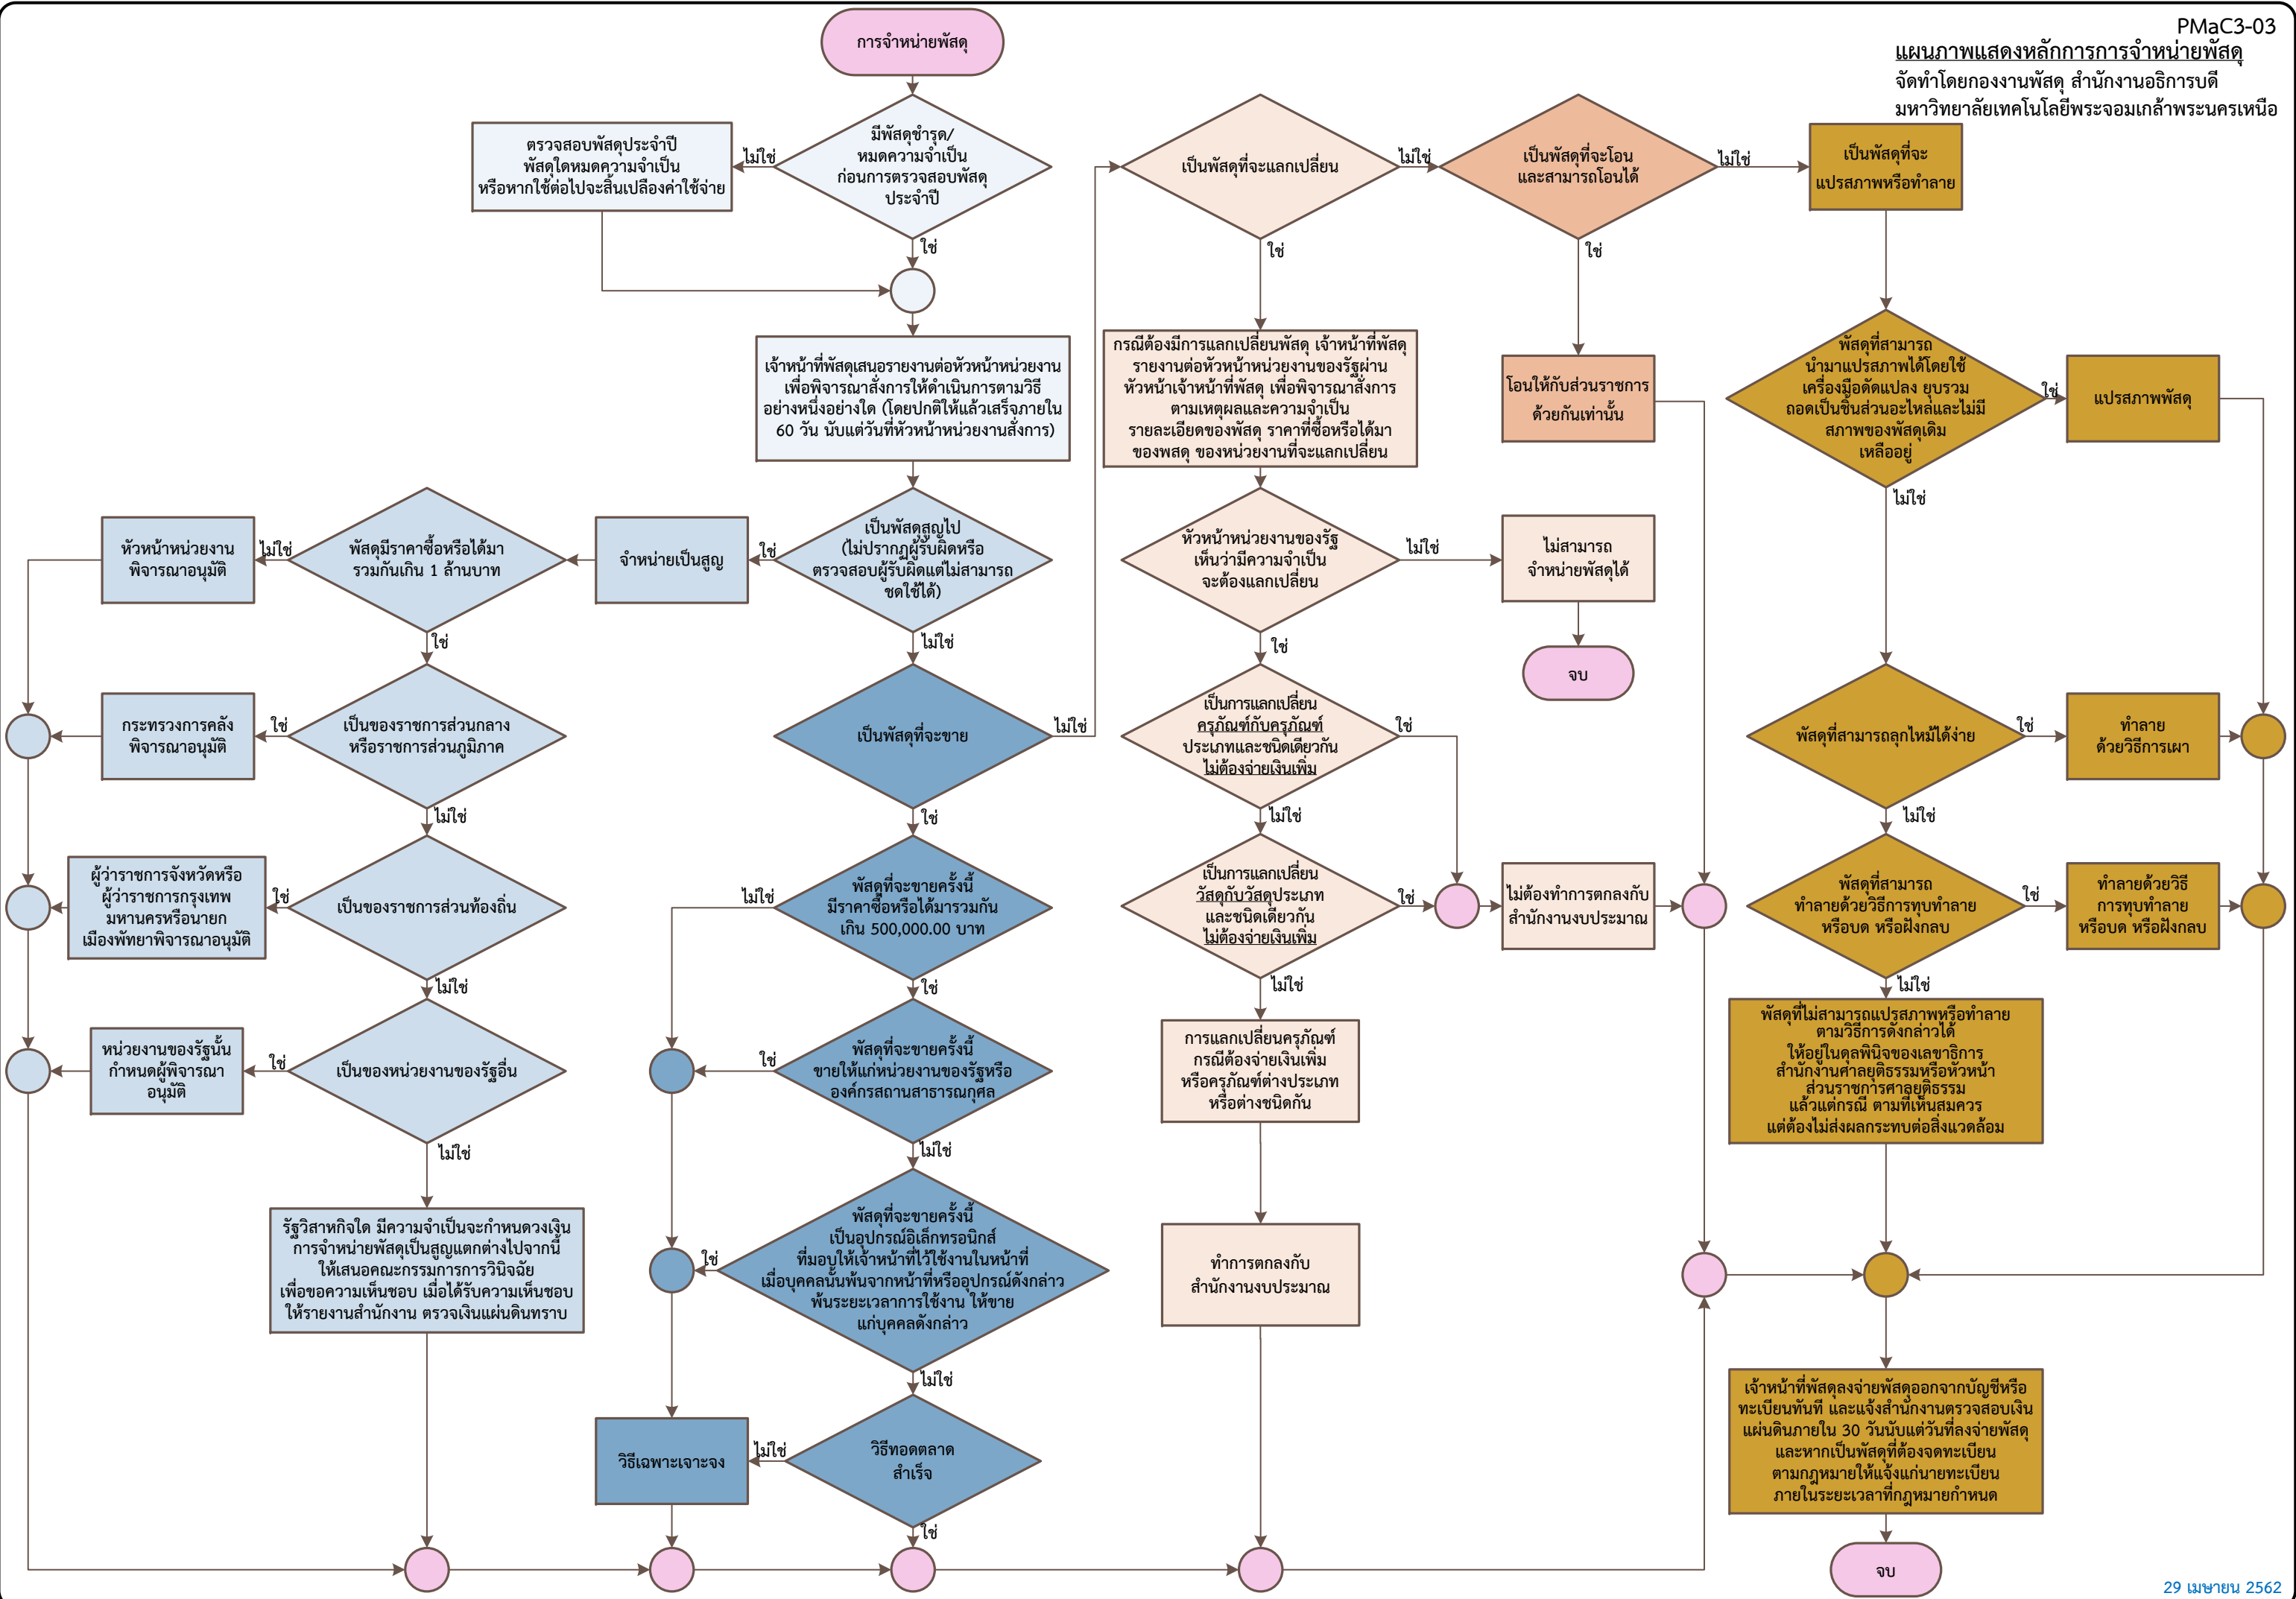 PMaC3-03
แผนภาพแสดงหลักการการจำหน่ายพัสดุ
จัดทำโดยกองงานพัสดุ สำนักงานอธิการบดี
มหาวิทยาลัยเทคโนโลยีพระจอมเกล้าพระนครเหนือ
การจำหน่ายพัสดุ
มีพัสดุชำรุด/
หมดความจำเป็น
ก่อนการตรวจสอบพัสดุ
ประจำปี
ไม่ใช่
ตรวจสอบพัสดุประจำปี
พัสดุใดหมดความจำเป็น
หรือหากใช้ต่อไปจะสิ้นเปลืองค่าใช้จ่าย
ใช่
เจ้าหน้าที่พัสดุเสนอรายงานต่อหัวหน้าหน่วยงาน
เพื่อพิจารณาสั่งการให้ดำเนินการตามวิธี
อย่างหนึ่งอย่างใด (โดยปกติให้แล้วเสร็จภายใน
60 วัน นับแต่วันที่หัวหน้าหน่วยงานสั่งการ)
เป็นพัสดุสูญไป
(ไม่ปรากฏผู้รับผิดหรือ
ตรวจสอบผู้รับผิดแต่ไม่สามารถ
ชดใช้ได้)
ใช่
จำหน่ายเป็นสูญ
พัสดุมีราคาซื้อหรือได้มา
รวมกันเกิน 1 ล้านบาท
ไม่ใช่
หัวหน้าหน่วยงาน
พิจารณาอนุมัติ
ใช่
เป็นของราชการส่วนกลาง
หรือราชการส่วนภูมิภาค
ใช่
กระทรวงการคลัง
พิจารณาอนุมัติ
ไม่ใช่
เป็นของราชการส่วนท้องถิ่น
ใช่
ผู้ว่าราชการจังหวัดหรือ
ผู้ว่าราชการกรุงเทพ
มหานครหรือนายก
เมืองพัทยาพิจารณาอนุมัติ
ไม่ใช่
เป็นของหน่วยงานของรัฐอื่น
ใช่
หน่วยงานของรัฐนั้น
กำหนดผู้พิจารณา
อนุมัติ
ไม่ใช่
รัฐวิสาหกิจใด มีความจำเป็นจะกำหนดวงเงิน
การจำหน่ายพัสดุเป็นสูญแตกต่างไปจากนี้
ให้เสนอคณะกรรมการการวินิจฉัย
เพื่อขอความเห็นชอบ เมื่อได้รับความเห็นชอบ
ให้รายงานสำนักงาน ตรวจเงินแผ่นดินทราบ
ไม่ใช่
เป็นพัสดุที่จะขาย
ไม่ใช่
ใช่
พัสดุที่จะขายครั้งนี้
มีราคาซื้อหรือได้มารวมกัน
เกิน 500,000.00 บาท
ไม่ใช่
ใช่
พัสดุที่จะขายครั้งนี้
ขายให้แก่หน่วยงานของรัฐหรือ
องค์กรสถานสาธารณกุศล
ใช่
ไม่ใช่
พัสดุที่จะขายครั้งนี้
เป็นอุปกรณ์อิเล็กทรอนิกส์
ที่มอบให้เจ้าหน้าที่ไว้ใช้งานในหน้าที่
เมื่อบุคคลนั้นพ้นจากหน้าที่หรืออุปกรณ์ดังกล่าว
พ้นระยะเวลาการใช้งาน ให้ขาย
แก่บุคคลดังกล่าว
ใช่
ไม่ใช่
วิธีทอดตลาด
สำเร็จ
ไม่ใช่
วิธีเฉพาะเจาะจง
ใช่
เป็นพัสดุที่จะแลกเปลี่ยน
ไม่ใช่
ใช่
กรณีต้องมีการแลกเปลี่ยนพัสดุ เจ้าหน้าที่พัสดุ
รายงานต่อหัวหน้าหน่วยงานของรัฐผ่าน
หัวหน้าเจ้าหน้าที่พัสดุ เพื่อพิจารณาสั่งการ
ตามเหตุผลและความจำเป็น
รายละเอียดของพัสดุ ราคาที่ซื้อหรือได้มา
ของพสดุ ของหน่วยงานที่จะแลกเปลี่ยน
หัวหน้าหน่วยงานของรัฐ
เห็นว่ามีความจำเป็น
จะต้องแลกเปลี่ยน
ไม่ใช่
ไม่สามารถ
จำหน่ายพัสดุได้
จบ
ใช่
เป็นการแลกเปลี่ยน
ครุภัณฑ์กับครุภัณฑ์
ประเภทและชนิดเดียวกัน
ไม่ต้องจ่ายเงินเพิ่ม
ใช่
ไม่ใช่
เป็นการแลกเปลี่ยน
วัสดุกับวัสดุประเภท
และชนิดเดียวกัน
ไม่ต้องจ่ายเงินเพิ่ม
ใช่
ไม่ต้องทำการตกลงกับ
สำนักงานงบประมาณ
ไม่ใช่
การแลกเปลี่ยนครุภัณฑ์
กรณีต้องจ่ายเงินเพิ่ม
หรือครุภัณฑ์ต่างประเภท
หรือต่างชนิดกัน
ทำการตกลงกับ
สำนักงานงบประมาณ
เป็นพัสดุที่จะโอน
และสามารถโอนได้
ไม่ใช่
ใช่
โอนให้กับส่วนราชการ
ด้วยกันเท่านั้น
เป็นพัสดุที่จะ
แปรสภาพหรือทำลาย
พัสดุที่สามารถ
นำมาแปรสภาพได้โดยใช้
เครื่องมือดัดแปลง ยุบรวม
ถอดเป็นชิ้นส่วนอะไหล่และไม่มี
สภาพของพัสดุเดิม
เหลืออยู่
ใช่
แปรสภาพพัสดุ
ไม่ใช่
พัสดุที่สามารถลุกไหม้ได้ง่าย
ใช่
ทำลาย
ด้วยวิธีการเผา
ไม่ใช่
พัสดุที่สามารถ
ทำลายด้วยวิธีการทุบทำลาย
หรือบด หรือฝังกลบ
ใช่
ทำลายด้วยวิธี
การทุบทำลาย
หรือบด หรือฝังกลบ
ไม่ใช่
พัสดุที่ไม่สามารถแปรสภาพหรือทำลาย
ตามวิธีการดังกล่าวได้
ให้อยู่ในดุลพินิจของเลขาธิการ
สำนักงานศาลยุติธรรมหรือหัวหน้า
ส่วนราชการศาลยุติธรรม
แล้วแต่กรณี ตามที่เห็นสมควร
แต่ต้องไม่ส่งผลกระทบต่อสิ่งแวดล้อม
เจ้าหน้าที่พัสดุลงจ่ายพัสดุออกจากบัญชีหรือ
ทะเบียนทันที และแจ้งสำนักงานตรวจสอบเงิน
แผ่นดินภายใน 30 วันนับแต่วันที่ลงจ่ายพัสดุ
และหากเป็นพัสดุที่ต้องจดทะเบียน
ตามกฎหมายให้แจ้งแก่นายทะเบียน
ภายในระยะเวลาที่กฎหมายกำหนด
จบ
29 เมษายน 2562